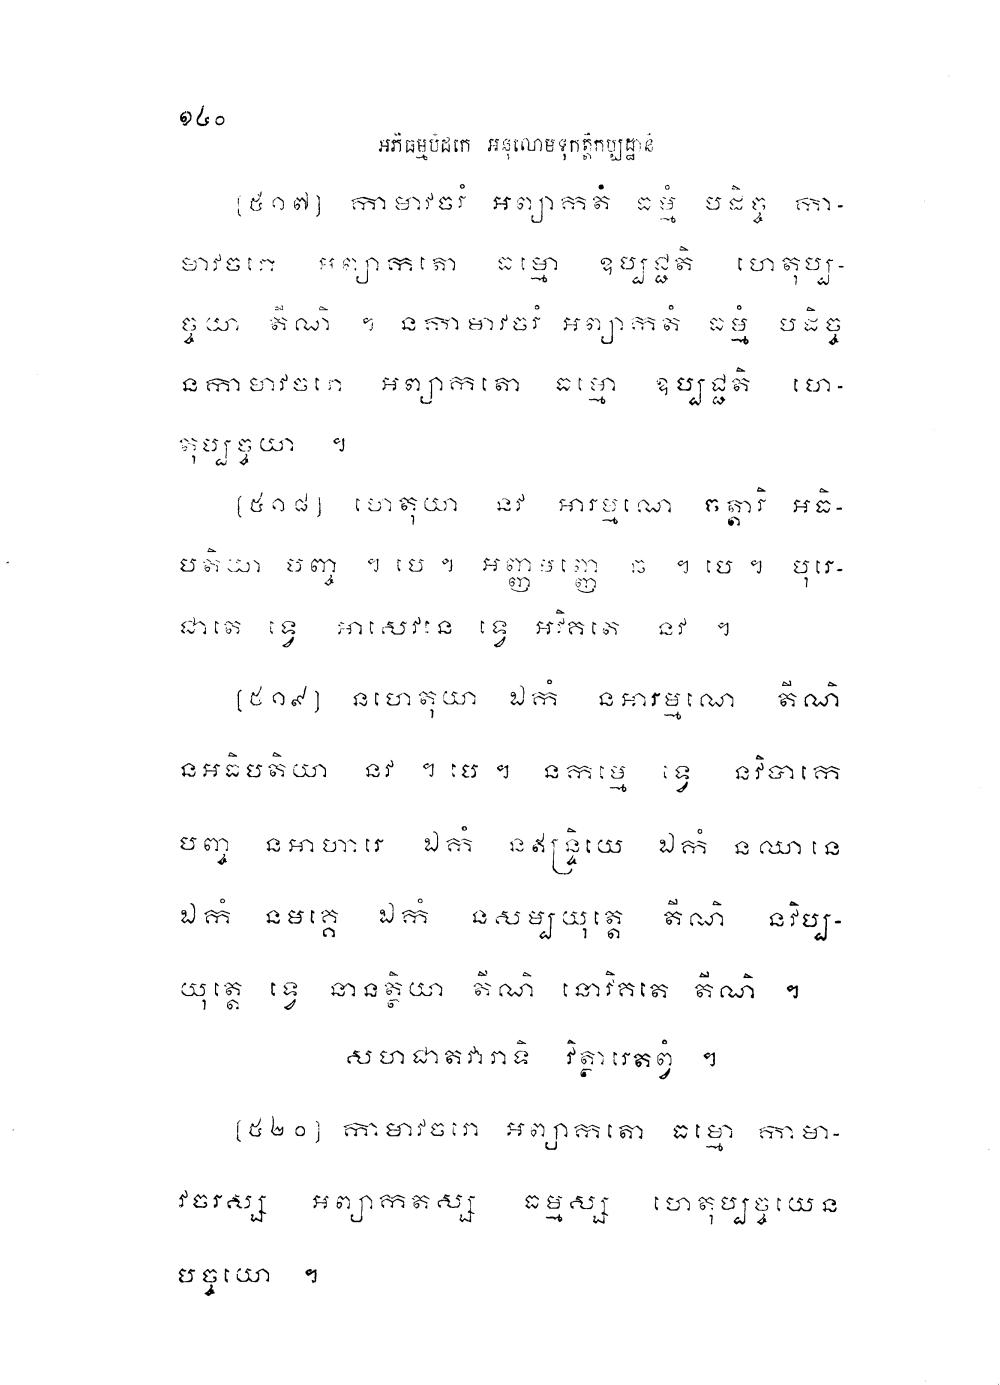 ១៤០
អភិធម្មបិដកេ អនុលោមទុកត្តិកប្បដ្ឋានំ
[៥១៧] កាមាវចរំ អព្យាកតំ ធម្មំ បដិច្ច កា-
មាវចរោ អព្យាកតោ ធម្មោ ឧប្បជ្ជតិ ហេតុប្ប-
ច្ចយា តីណិ ។ នកាមាវចរំ អព្យាកតំ ធម្មំ បដិច្ច
នកាមាវចរោ អព្យាកតោ ធម្មោ ឧប្បជ្ជតិ ហេ-
តុប្បច្ចយា ។
[៥១៨] ហេតុយា នវ អារម្មណេ ចត្តារិ អធិ-
បតិយា បញ្ច ។ បេ ។ អញ្ញមញ្ញេ ឆ ។ បេ ។ បុរេ-
ជាតេ ទ្វេ អាសេវនេ ទ្វេ អវិកតេ នវ ។
[៥១៩] នហេតុយា ឯកំ នអារម្មណេ តីណិ
នអធិបតិយា នវ ។ បេ ។ នកម្មេ ទ្វេ នវិបាកេ
បញ្ច នអាហារេ ឯកំ នឥន្ទ្រិយេ ឯកំ នឈានេ
ឯកំ នមគ្គេ ឯកំ នសម្បយុត្តេ តីណិ នវិប្ប-
យុត្តេ ទ្វេ នោនត្ថិយា តីណិ នោវិគតេ តីណិ ។
សហជាតវារាទិ វិត្ថារេតព្វំ ។
[៥២០] កាមាវចរោ អព្យាកតោ ធម្មោ កាមា-
វចរស្ស អព្យាកតស្ស ធម្មស្ស ហេតុប្បច្ចយេន
បច្ចយោ ។